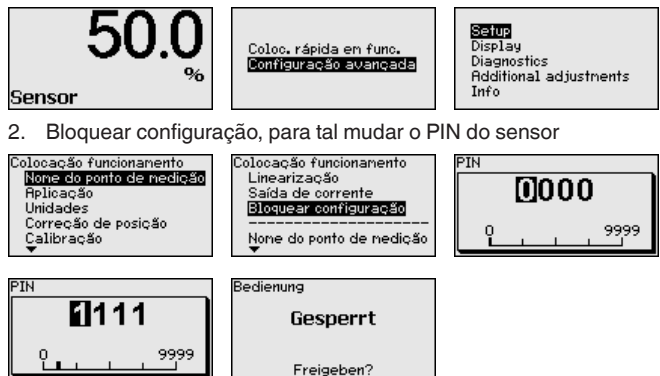 50.0
%
Sensor
Coloc. rápida en func.
Configuração avançada
Setup
Display
Diagnostics
Additional adjustments
Info
2. Bloquear configuração, para tal mudar o PIN do sensor
Colocação funcionamento
Nome do ponto de medição
Aplicação
Unidades
Correção de posição
Calibração
Colocação funcionamento
Linearização
Saída de corrente
Bloquear configuração
--------------------
Nome do ponto de medição
PIN
0000
0 9999
PIN
1111
0 9999
Bedienung
Gesperrt
Freigeben?